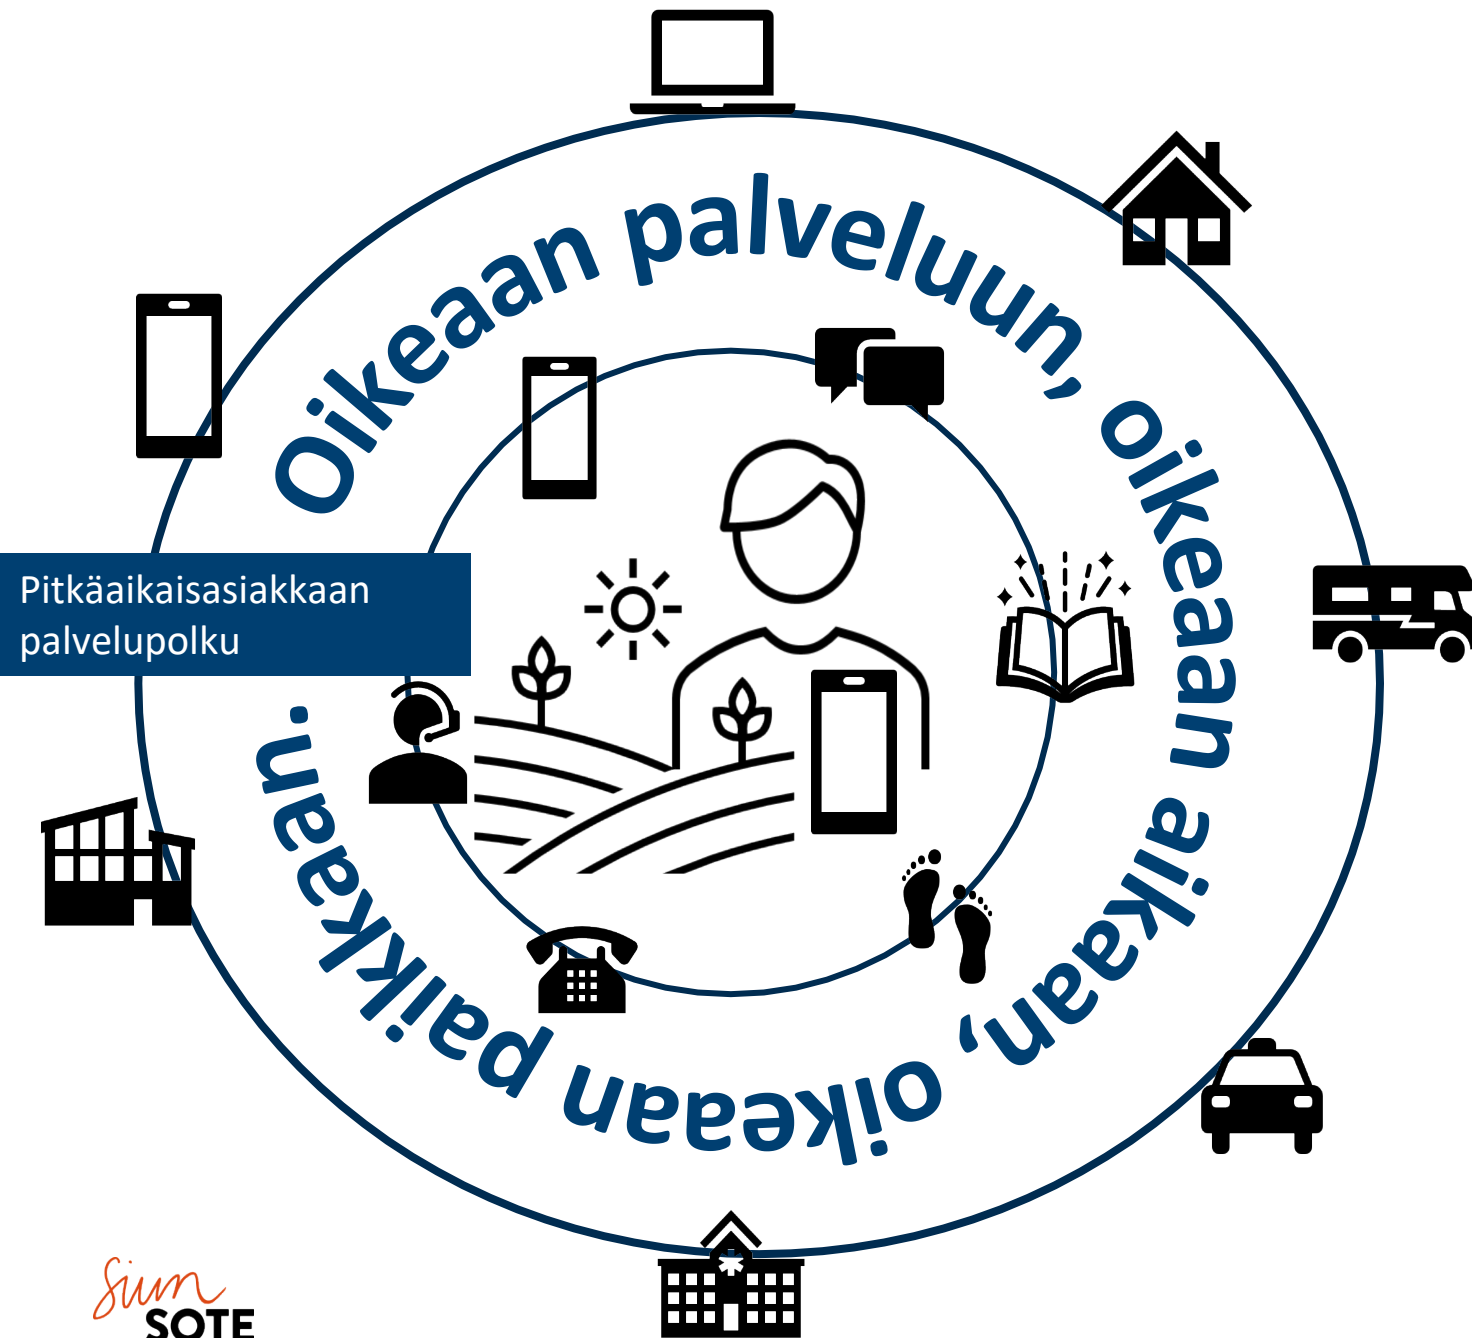 Oikeaan palveluun, oikeaan aikaan, oikeaan paikkaan.
Pitkäaikaisasiakkaan
palvelupolku
Siun
SOTE